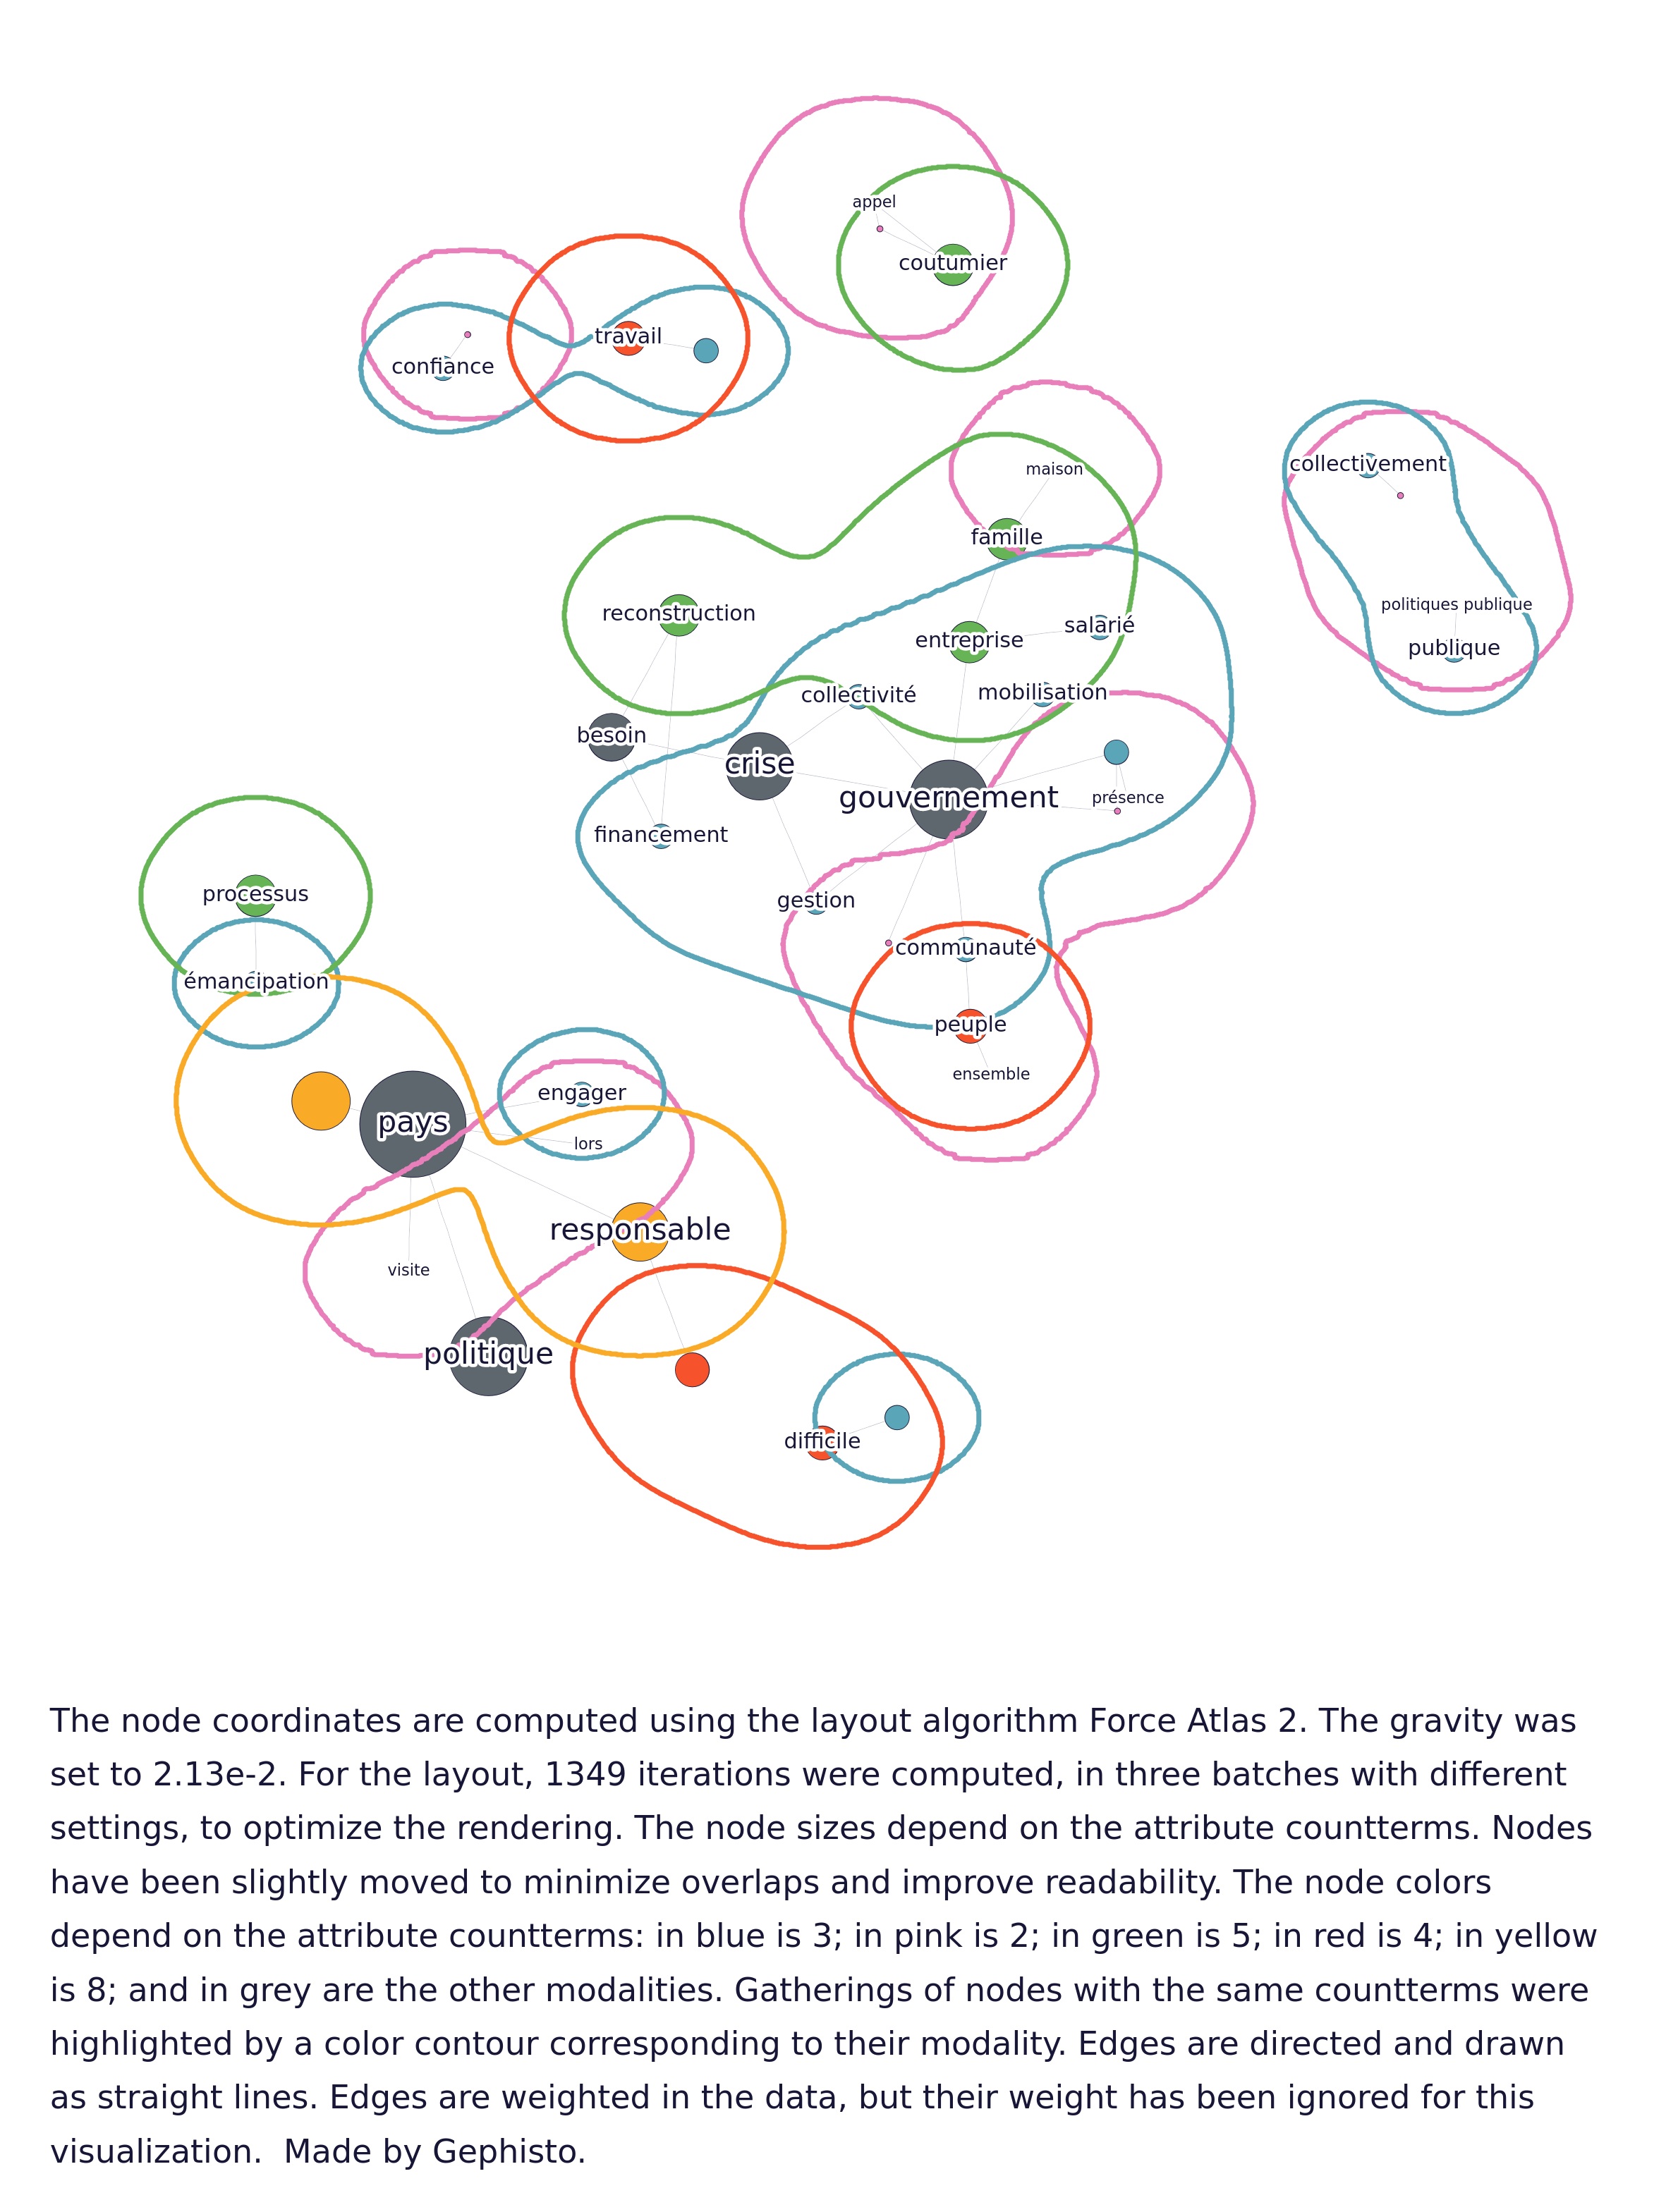 appel
coutumier
travail
confiance
maison
collectivement
famille
politiques publique
reconstruction
salarié
entreprise
publique
collectivité
mobilisation
besoin
crise
gouvernement
présence
financement
processus
gestion
communauté
émancipation
peuple
ensemble
engager
pays
lors
responsable
visite
politique
difficile
The node coordinates are computed using the layout algorithm Force Atlas 2. The gravity was
set to 2.13e-2. For the layout, 1349 iterations were computed, in three batches with different
settings, to optimize the rendering. The node sizes depend on the attribute countterms. Nodes
have been slightly moved to minimize overlaps and improve readability. The node colors
depend on the attribute countterms: in blue is 3; in pink is 2; in green is 5; in red is 4; in yellow
is 8; and in grey are the other modalities. Gatherings of nodes with the same countterms were
highlighted by a color contour corresponding to their modality. Edges are directed and drawn
as straight lines. Edges are weighted in the data, but their weight has been ignored for this
visualization.  Made by Gephisto.